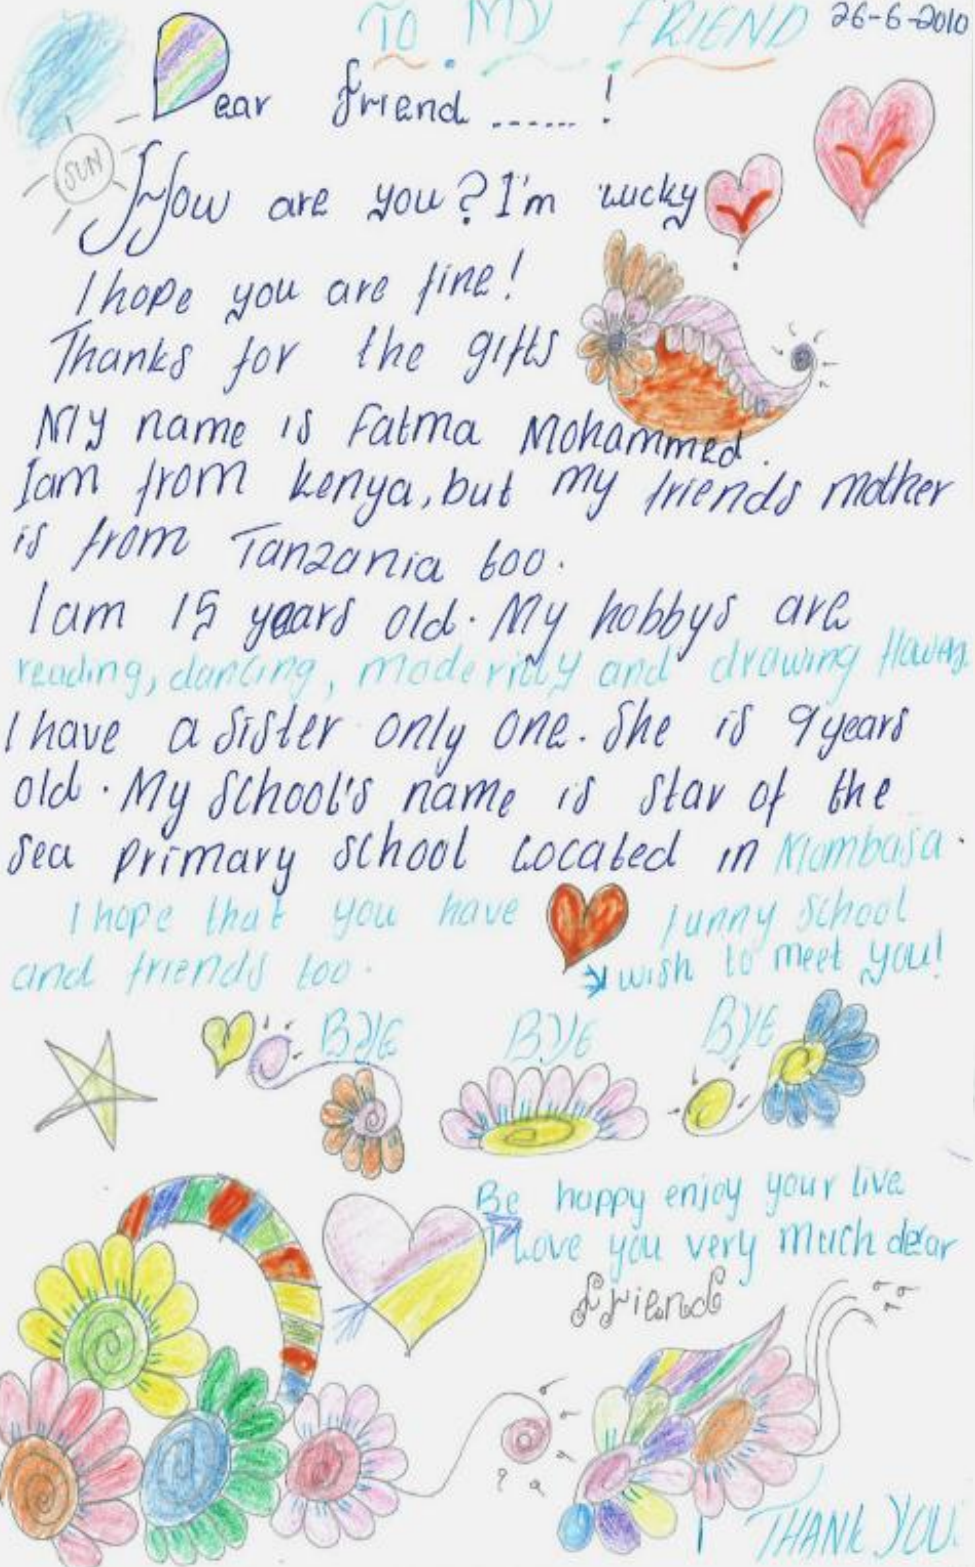 TO MY FRIEND 26-6-2010
Dear friend ......!
SUN
How are you? I'm lucky
I hope you are fine!
Thanks for the gifts
My name is Fatma Mohammed.
Iam from kenya, but my friends mother
is from Tanzania too.
I am 15 years old. My hobbys are
reading, dancing, and drawing
I have a sister only one. She is 9 years
old. My School's name is Star of the
sea primary school Located in Mombasa.
I hope that you have funny school
and friends too.
wish to meet you!
BYE BYE BYE
Be happy enjoy your live
I Love you very much dear
friend
THANK YOU